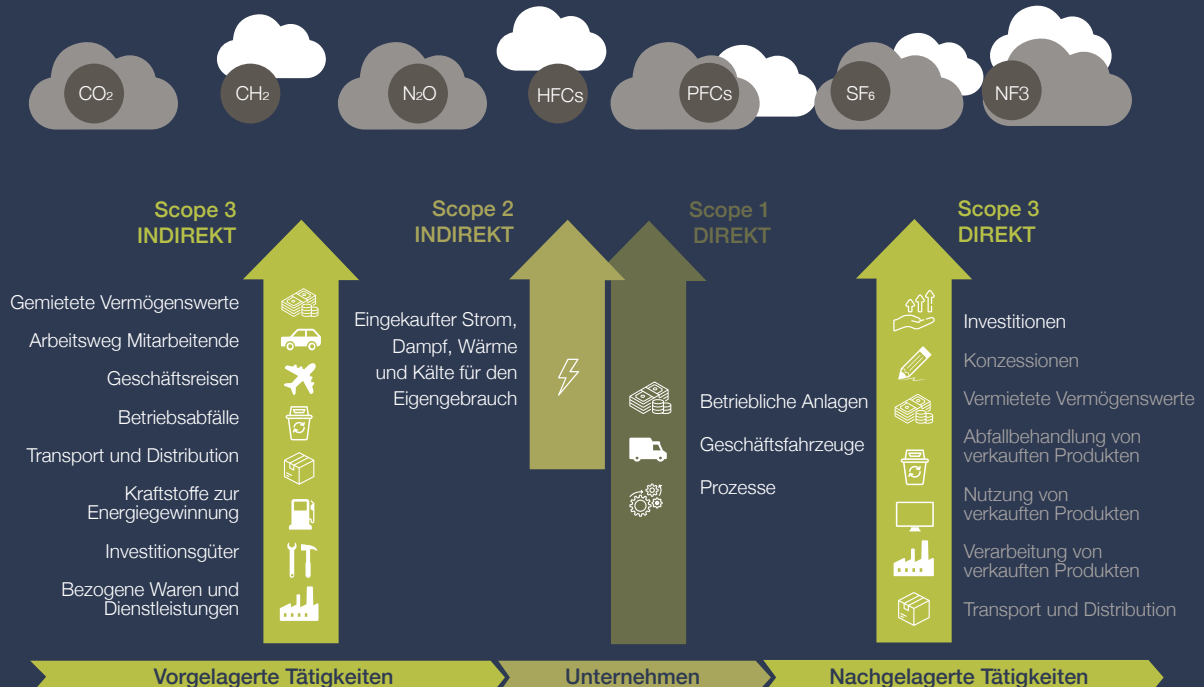 CO₂
CH₂
N₂O
HFCs
PFCs
SF₆
NF3
Scope 3
INDIREKT
Gemietete Vermögenswerte
Arbeitsweg Mitarbeitende
Geschäftsreisen
Betriebsabfälle
Transport und Distribution
Kraftstoffe zur
Energiegewinnung
Investitionsgüter
Bezogene Waren und
Dienstleistungen
Scope 2
INDIREKT
Eingekaufter Strom,
Dampf, Wärme
und Kälte für den
Eigengebrauch
Scope 1
DIREKT
Betriebliche Anlagen
Geschäftsfahrzeuge
Prozesse
Scope 3
DIREKT
Investitionen
Konzessionen
Vermietete Vermögenswerte
Abfallbehandlung von
verkauften Produkten
Nutzung von
verkauften Produkten
Verarbeitung von
verkauften Produkten
Transport und Distribution
Vorgelagerte Tätigkeiten
Unternehmen
Nachgelagerte Tätigkeiten